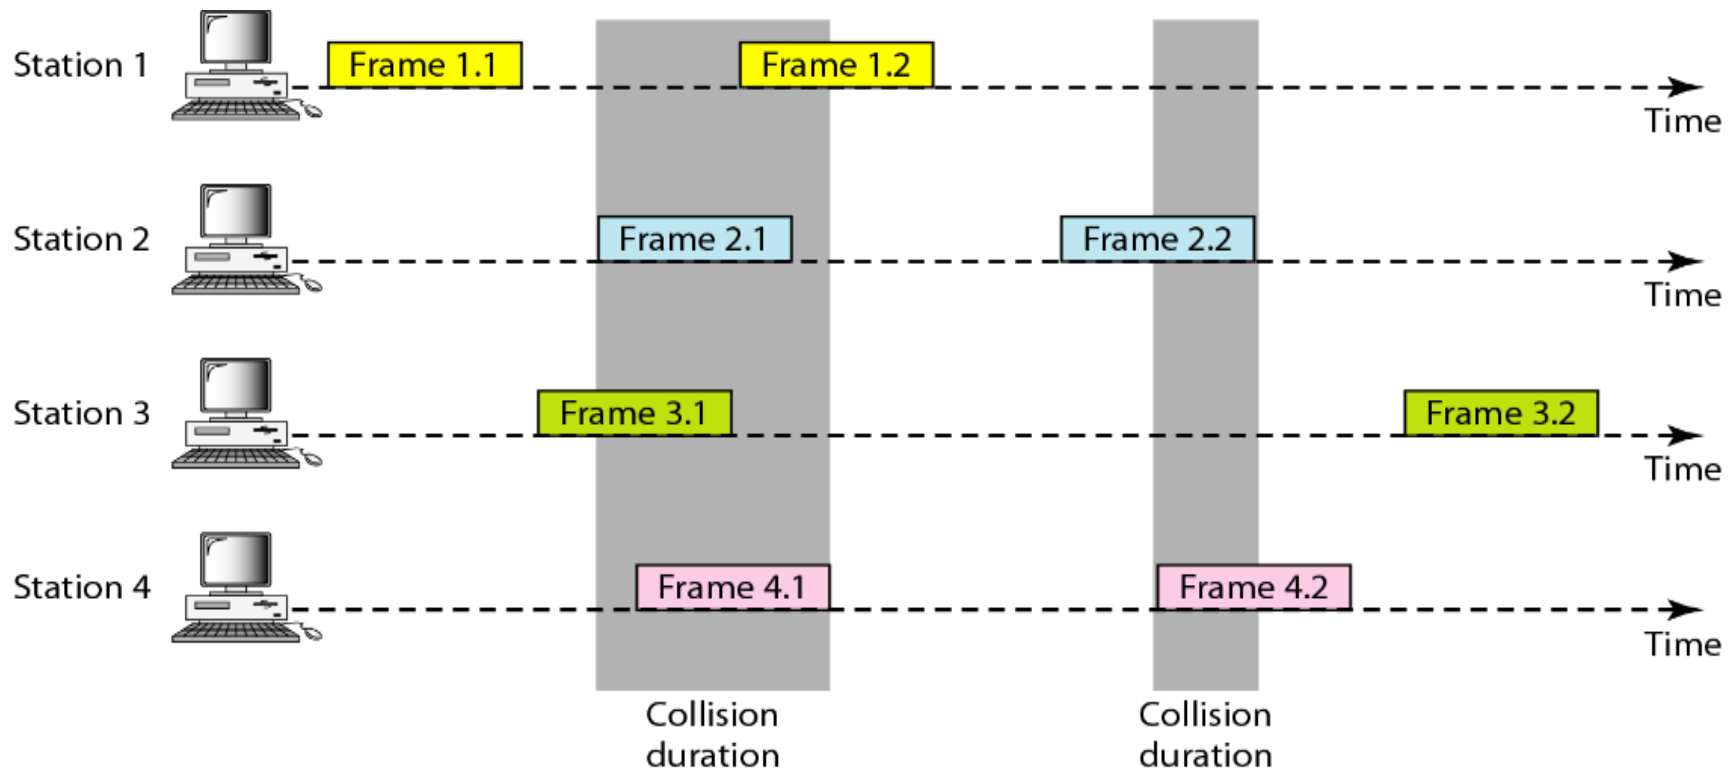 Station 1
Frame 1.1
Frame 1.2
Time
Station 2
Frame 2.1
Frame 2.2
Time
Station 3
Frame 3.1
Frame 3.2
Time
Station 4
Frame 4.1
Frame 4.2
Time
Collision
duration
Collision
duration